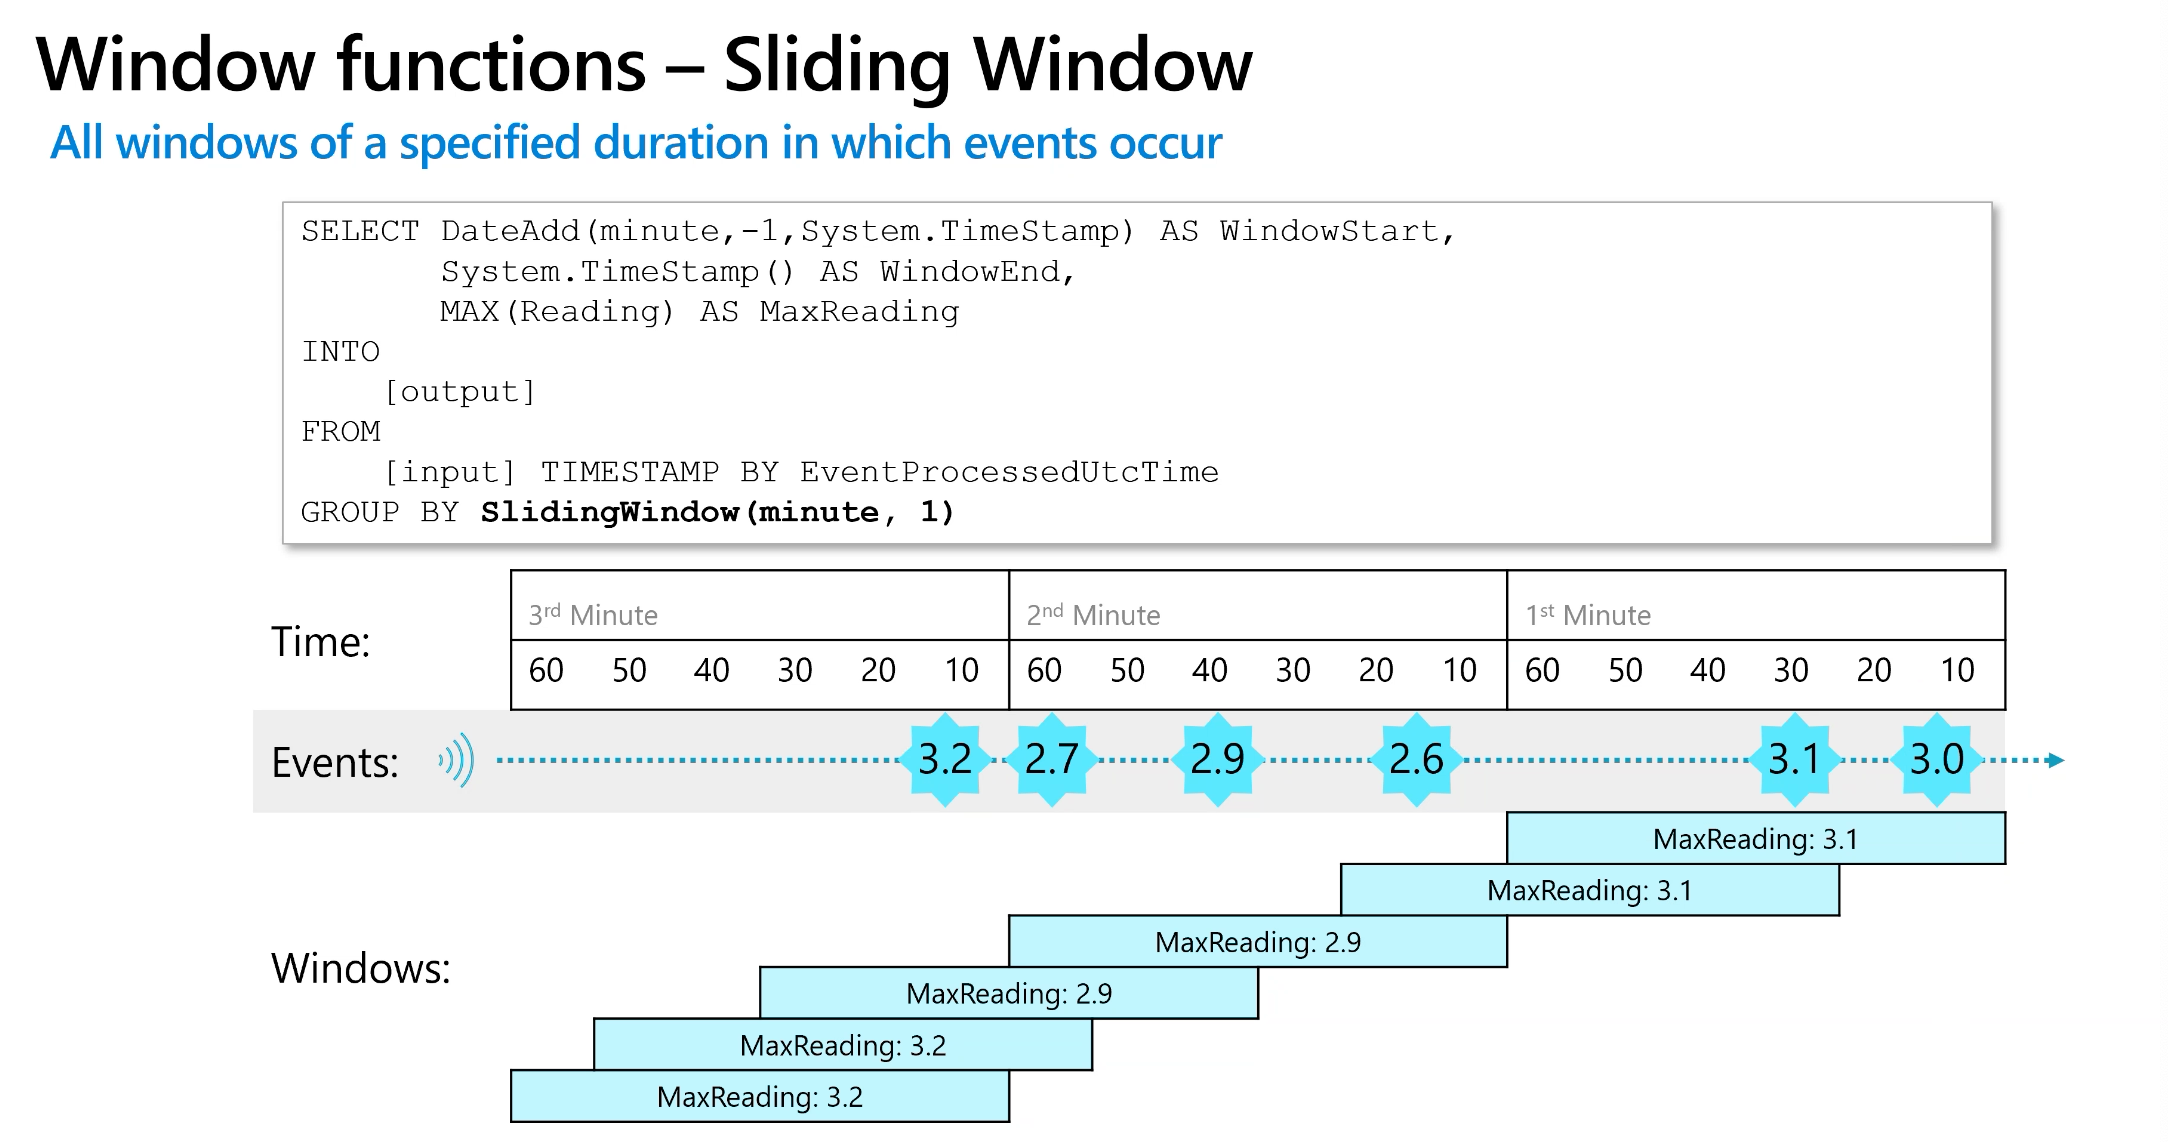 Window functions – Sliding Window
All windows of a specified duration in which events occur
SELECT DateAdd(minute,-1,System.TimeStamp) AS WindowStart,
System.TimeStamp() AS WindowEnd,
MAX(Reading) AS MaxReading
INTO
[output]
FROM
[input] TIMESTAMP BY EventProcessedUtcTime
GROUP BY SlidingWindow(minute, 1)
Time:
3rd Minute 2nd Minute 1st Minute
60 50 40 30 20 10 60 50 40 30 20 10 60 50 40 30 20 10
Events: 3.2 2.7 2.9 2.6 3.1 3.0
MaxReading: 3.1
MaxReading: 3.1
MaxReading: 2.9
Windows:
MaxReading: 2.9
MaxReading: 3.2
MaxReading: 3.2